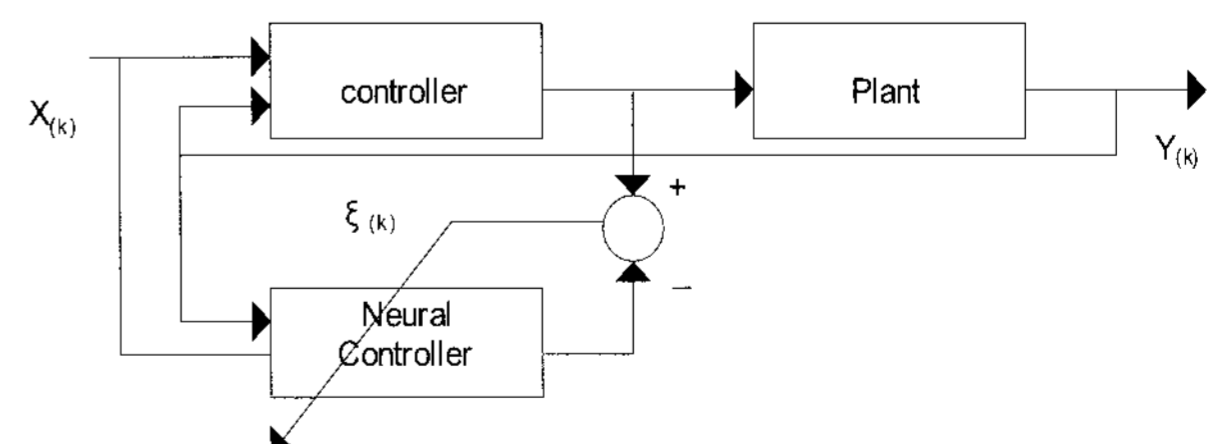 controller
Plant
X(k)
Y(k)
+
ξ (k)
−
Neural
Controller